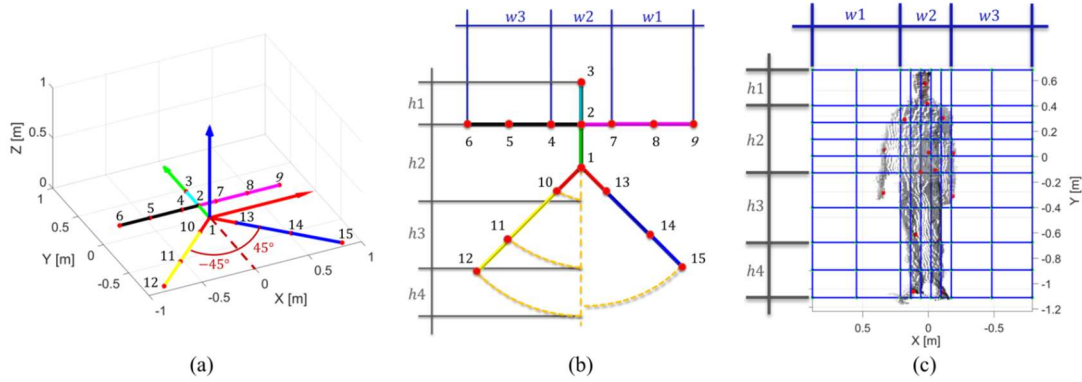 Z [m]
1
0.5
0
1
0.5
0
-0.5
-1
Y [m]
-1
-0.5
0
0.5
1
X [m]
3
2
7
8
9
4
5
6
1
10
13
14
15
11
12
−45°
45°
(a)
w3 w2 w1
h1
h2
h3
h4
3
2
6 5 4 7 8 9
1
10 13
11 14
12 15
(b)
w1 w2 w3
h1
h2
h3
h4
0.6
0.4
0.2
0
-0.2
-0.4
-0.6
-0.8
-1
-1.2
Y [m]
0.5 0 -0.5
X [m]
(c)